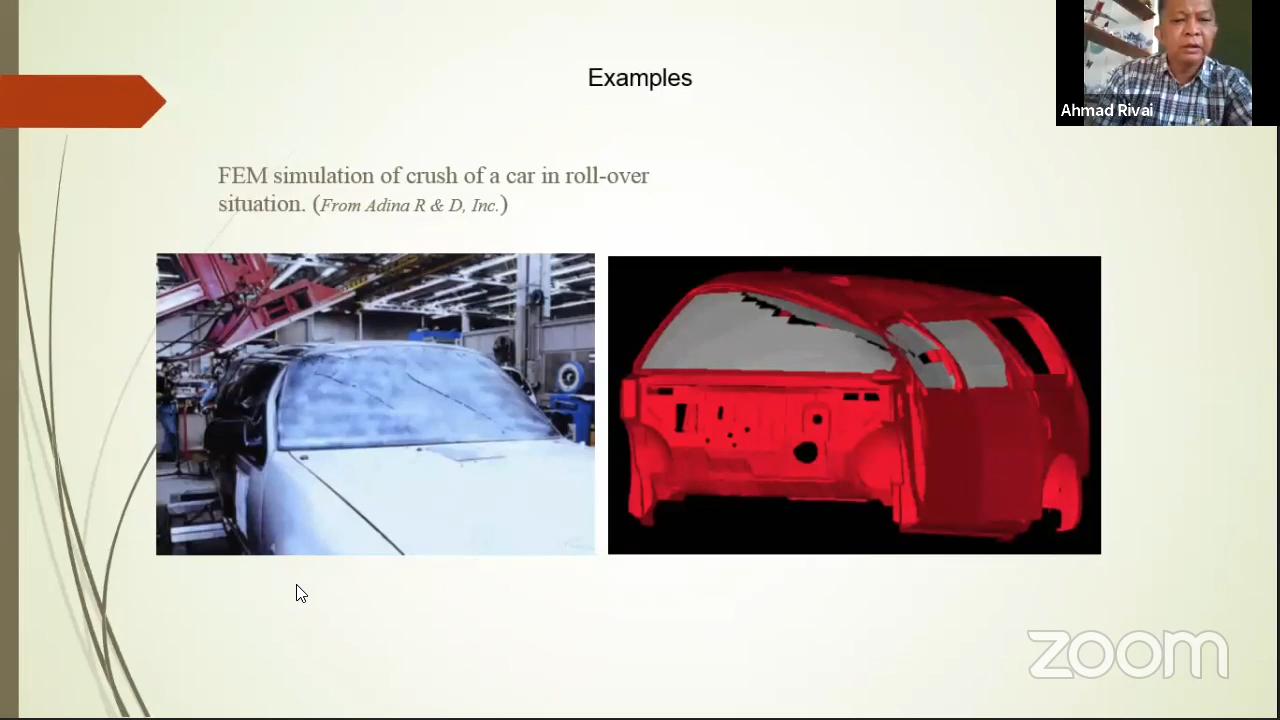 Examples
Ahmad Rivai
FEM simulation of crush of a car in roll-over
situation. (From Adina R & D, Inc.)
zoom